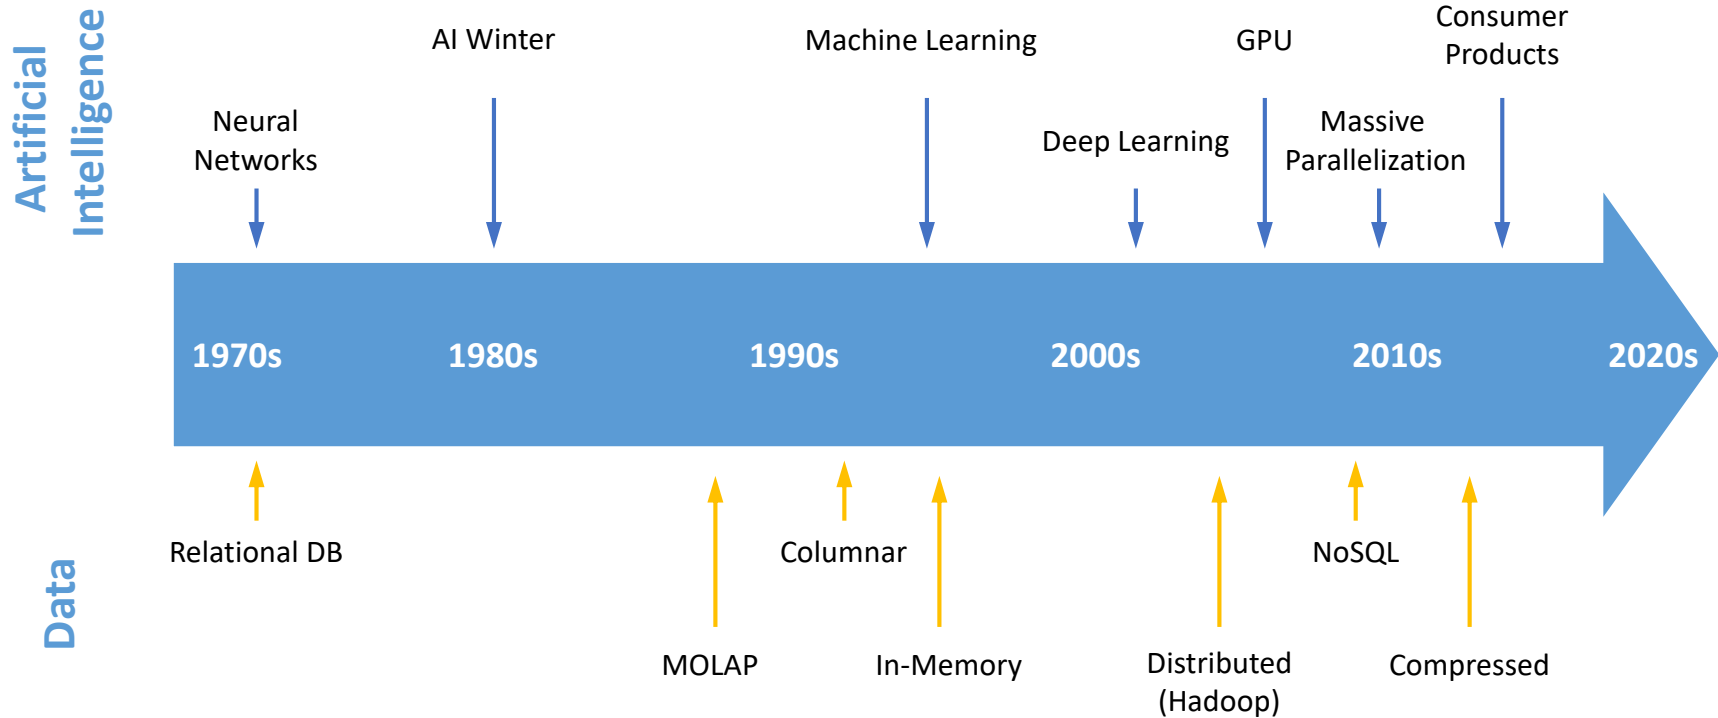 Artificial
Intelligence
AI Winter
Machine Learning
GPU
Consumer
Products
Neural
Networks
Deep Learning
Massive
Parallelization
1970s
1980s
1990s
2000s
2010s
2020s
Data
Relational DB
Columnar
NoSQL
MOLAP
In-Memory
Distributed
(Hadoop)
Compressed